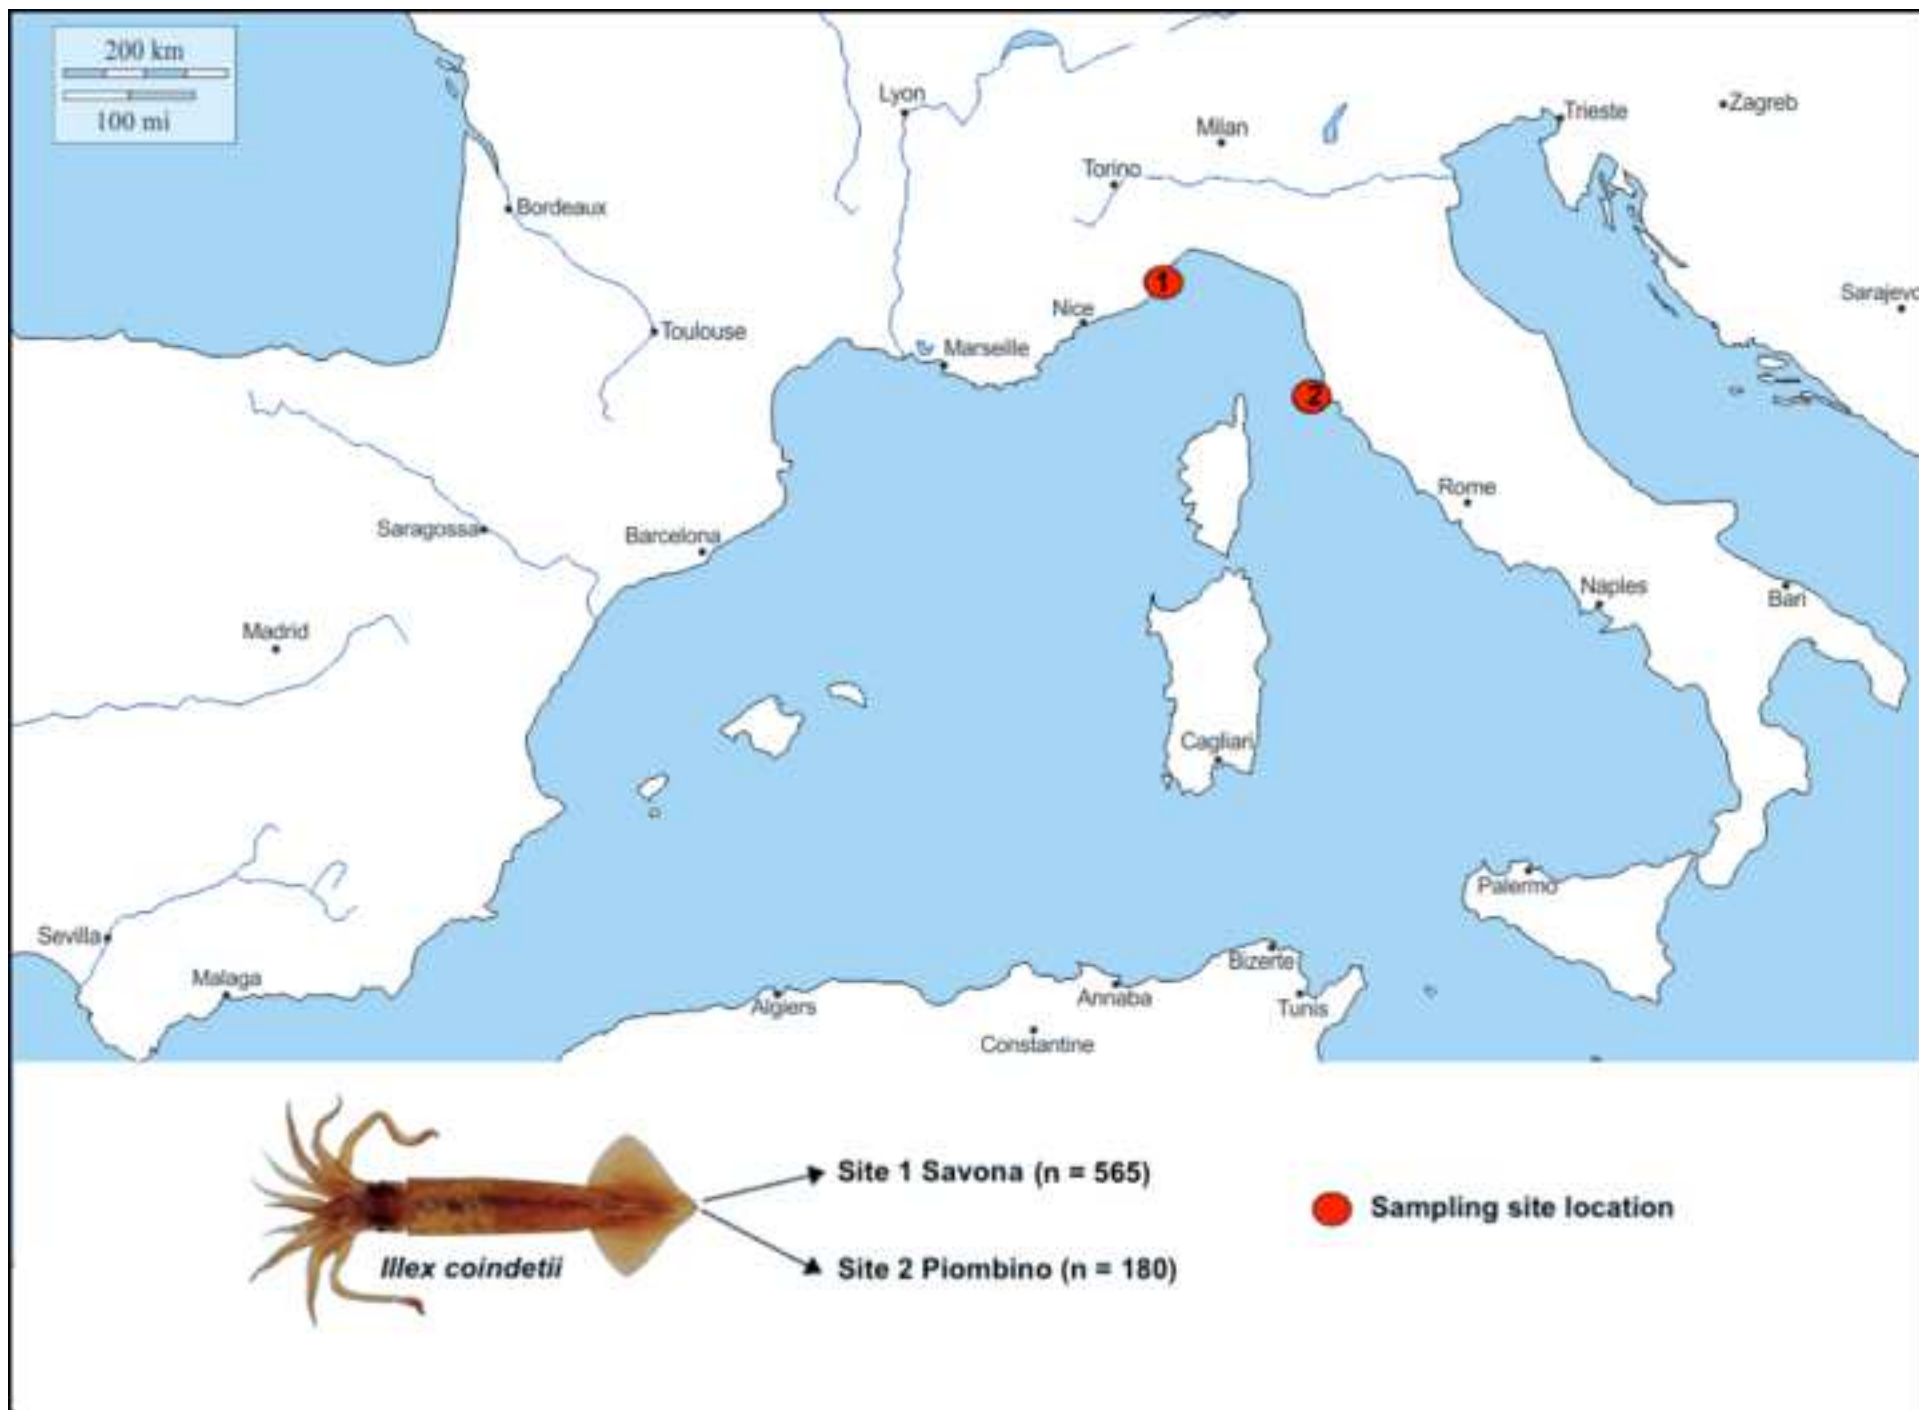 200 km
100 mi
Lyon
Zagreb
Trieste
Milan
Torino
Bordeaux
1
Sarajevo
Nice
Toulouse
Marseille
2
Rome
Saragossa
Barcelona
Naples
Bari
Madrid
Cagliari
Palermo
Sevilla
Bizerte
Malaga
Algiers
Annaba
Tunis
Constantine
Site 1 Savona (n = 565)
Sampling site location
Illex coindetii
Site 2 Piombino (n = 180)